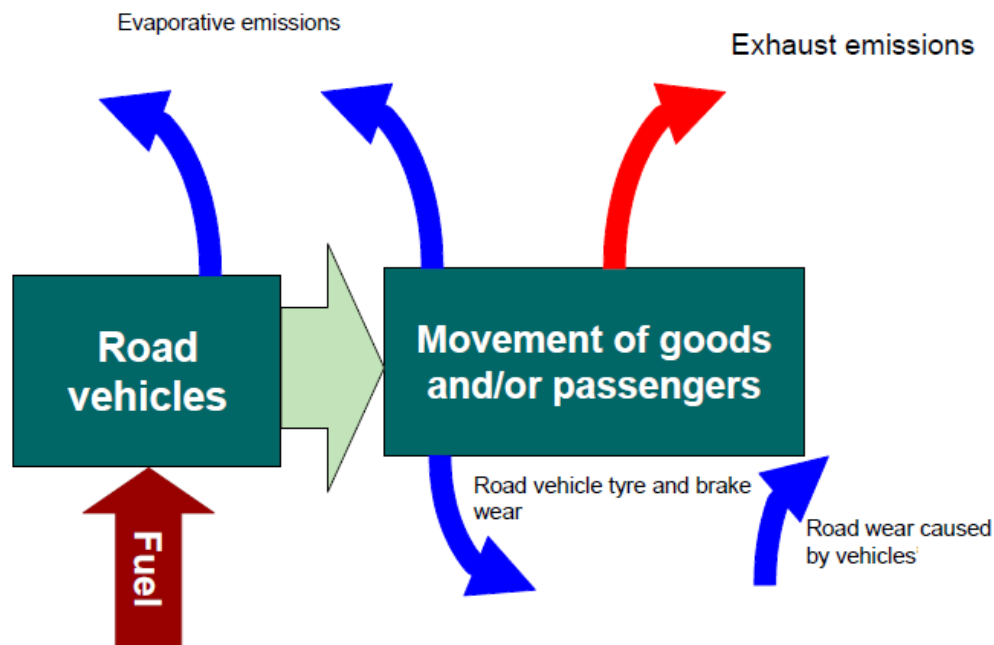 Evaporative emissions
Exhaust emissions
Road
vehicles
Movement of goods
and/or passengers
Fuel
Road vehicle tyre and brake
wear
Road wear caused
by vehicles